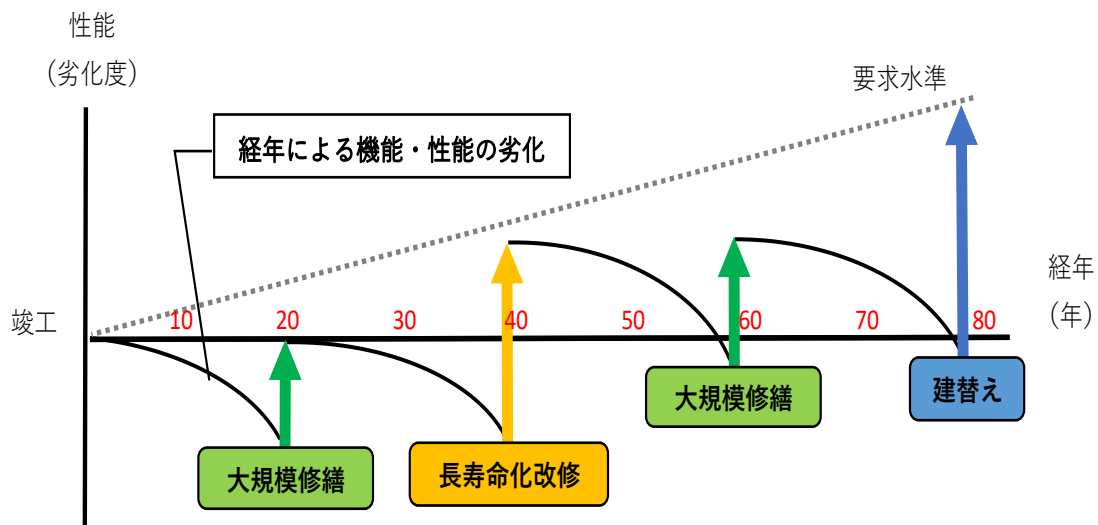 性能
（劣化度）
要求水準
経年による機能・性能の劣化
経年
（年）
竣工
10 20 30 40 50 60 70 80
大規模修繕
建替え
大規模修繕
長寿命化改修